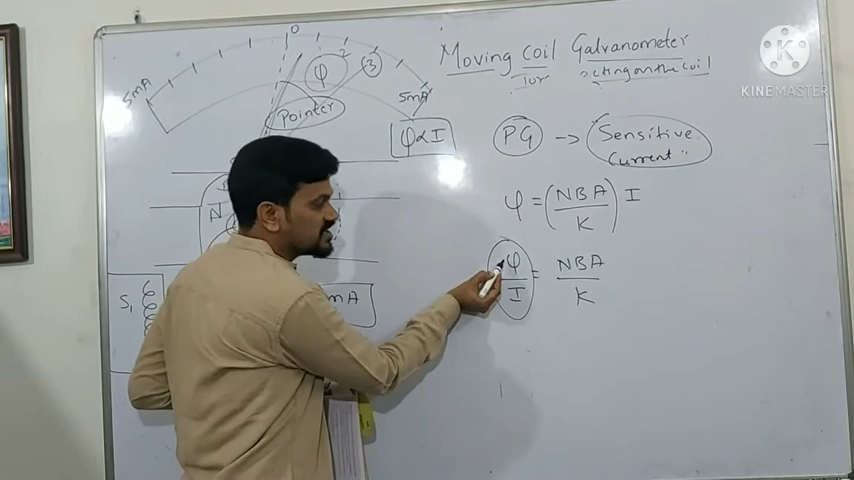 Moving coil Galvanometer
Tor acting on the coil
0
2
3
φ
5mA
5mA
Pointer
φ∝I
PG → Sensitive
Current
φ = (NBA/K) I
N
φ/I = NBA/K
S₁
mA
KINEMASTER